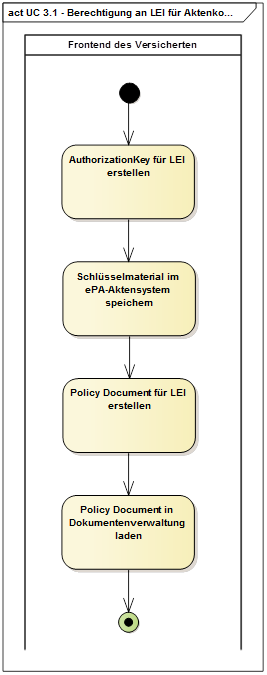 act UC 3.1 - Berechtigung an LEI für Aktenko...
Frontend des Versicherten
AuthorizationKey für LEI
erstellen
Schlüsselmaterial im
ePA-Aktensystem
speichern
Policy Document für LEI
erstellen
Policy Document in
Dokumentenverwaltung
laden